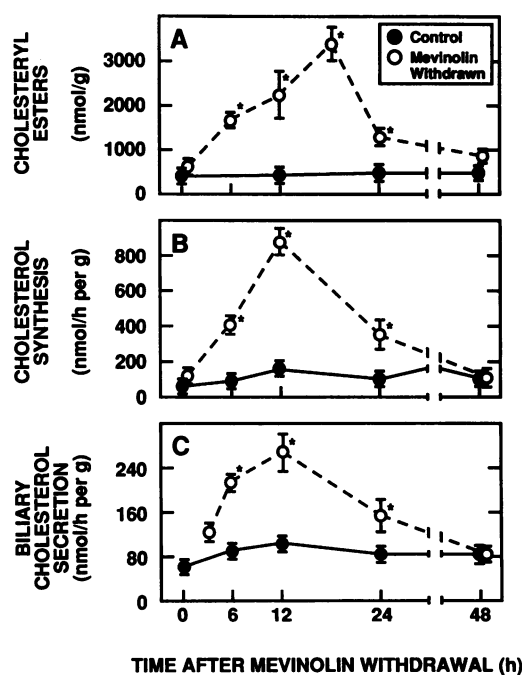 A
Control
Mevinolin
Withdrawn
CHOLESTERYL
ESTERS
(nmol/g)
3000
2000
1000
0
*
*
*
*
B
CHOLESTEROL
SYNTHESIS
(nmol/h per g)
800
600
400
200
0
*
*
*
C
BILIARY
CHOLESTEROL
SECRETION
(nmol/h per g)
240
160
80
0
*
*
*
0 6 12 24 48
TIME AFTER MEVINOLIN WITHDRAWAL (h)